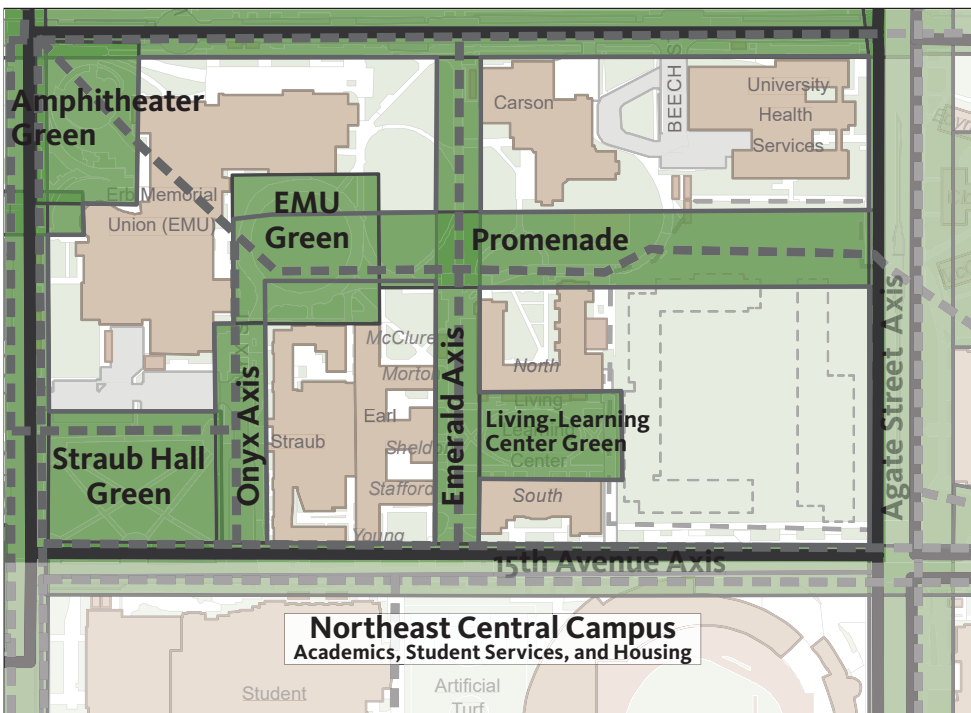 Amphitheater
Green
Erb Memorial
Union (EMU)
EMU
Green
Carson
BEECH S
University
Health
Services
Promenade
McClure
Morton
Earl
Sheldon
Stafford
Young
Straub
Onyx Axis
Emerald Axis
North
Living
Learning
Center
South
Living-Learning
Center Green
Agate Street Axis
Straub Hall
Green
15th Avenue Axis
Northeast Central Campus
Academics, Student Services, and Housing
Student
Artificial
Turf